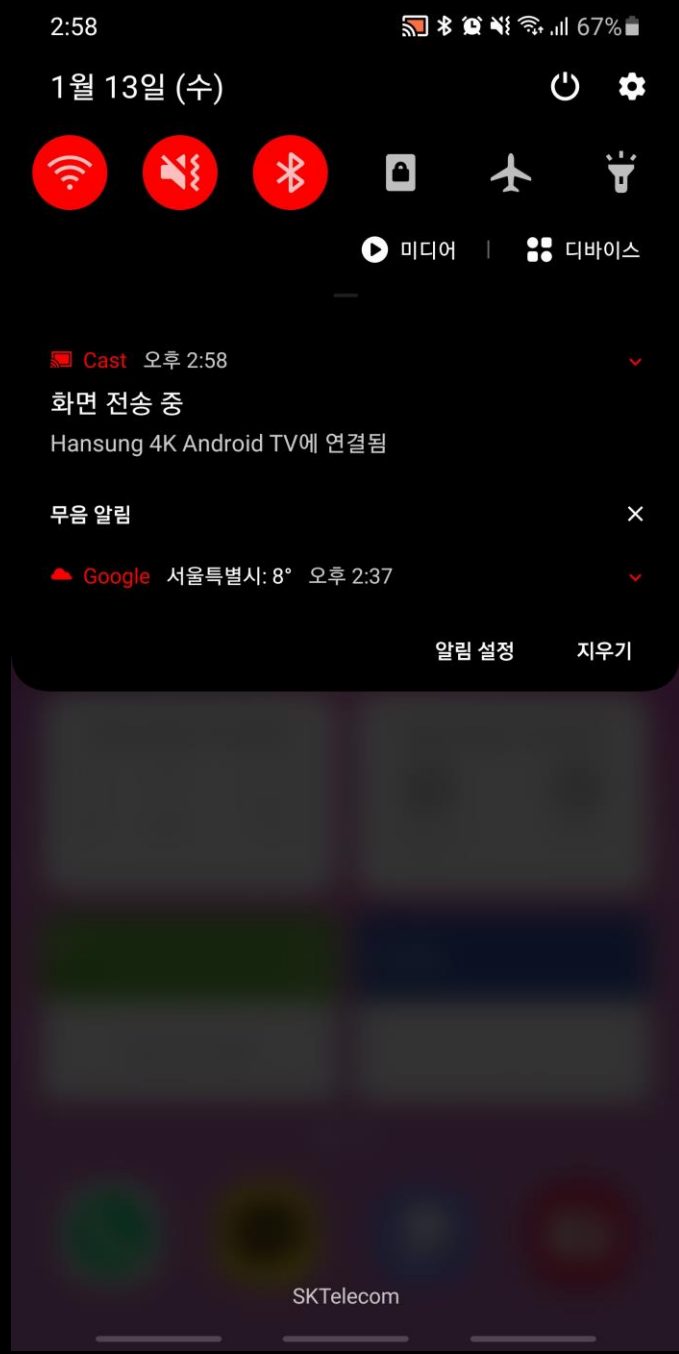 2:58 67%
1월 13일 (수)
미디어 | 디바이스
Cast 오후 2:58
화면 전송 중
Hansung 4K Android TV에 연결됨
무음 알림
Google 서울특별시: 8° 오후 2:37
알림 설정 지우기
SKTelecom